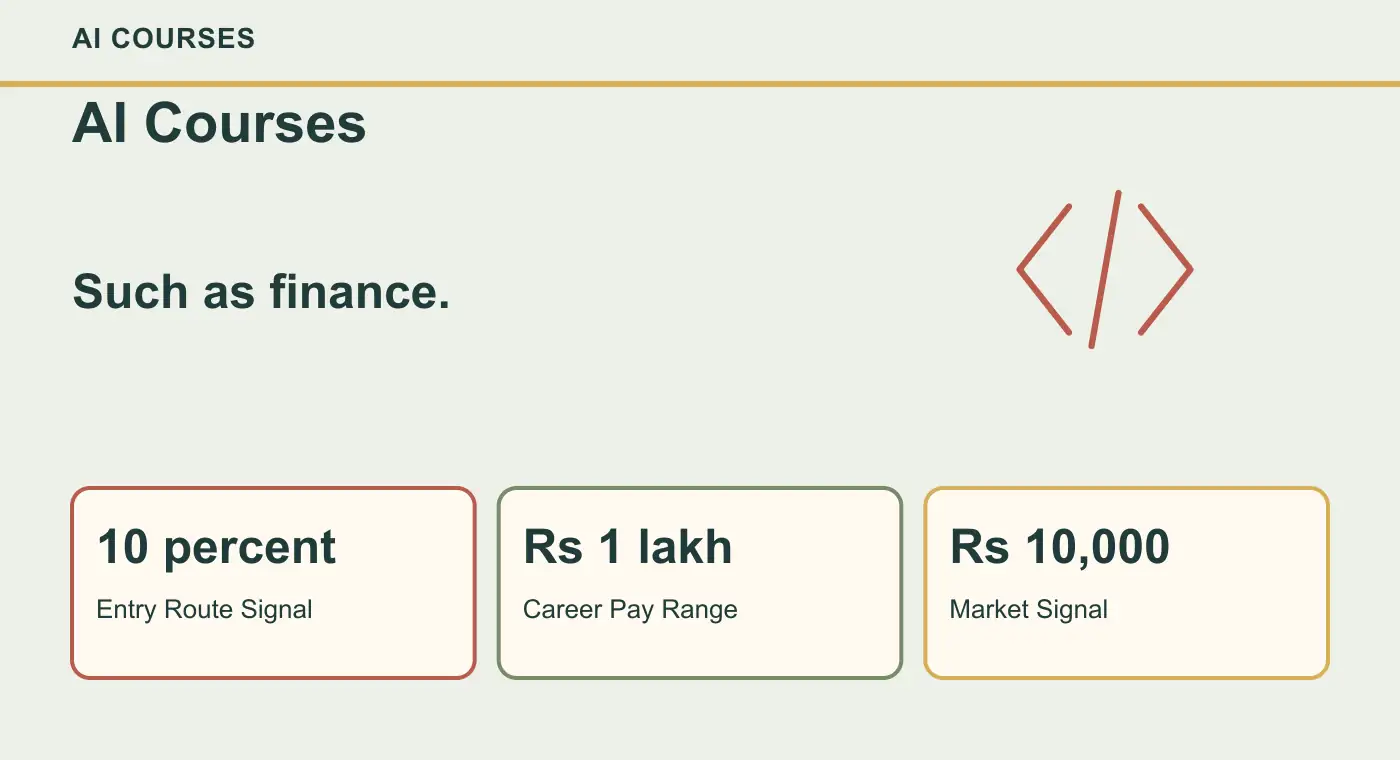 AI COURSES
AI Courses
Such as finance.
10 percent
Entry Route Signal
Rs 1 lakh
Career Pay Range
Rs 10,000
Market Signal